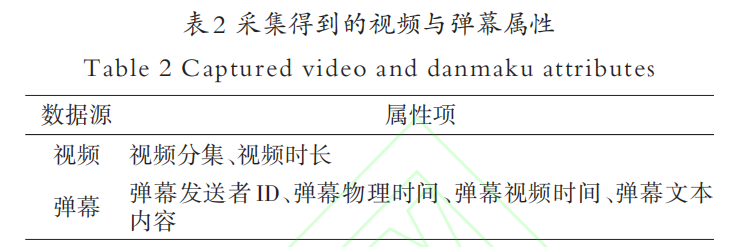 表2 采集得到的视频与弹幕属性
Table 2 Captured video and danmaku attributes
数据源 属性项
视频 视频分集、视频时长
弹幕 弹幕发送者ID、弹幕物理时间、弹幕视频时间、弹幕文本
内容